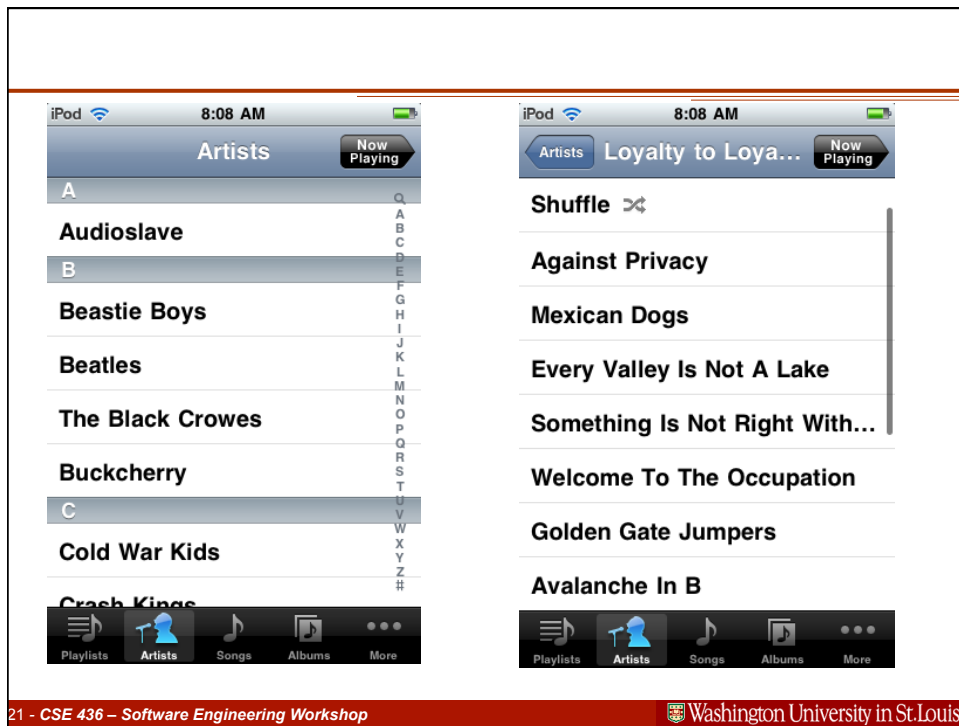 iPod 8:08 AM
Artists
Now Playing
A
Audioslave
B
Beastie Boys
Beatles
The Black Crowes
Buckcherry
C
Cold War Kids
Crash Kings
A
B
C
D
E
F
G
H
I
J
K
L
M
N
O
P
Q
R
S
T
U
V
W
X
Y
Z
#
Playlists Artists Songs Albums More
iPod 8:08 AM
Artists Loyalty to Loya...
Now Playing
Shuffle
Against Privacy
Mexican Dogs
Every Valley Is Not A Lake
Something Is Not Right With...
Welcome To The Occupation
Golden Gate Jumpers
Avalanche In B
Playlists Artists Songs Albums More
21 - CSE 436 – Software Engineering Workshop
Washington University in St.Louis